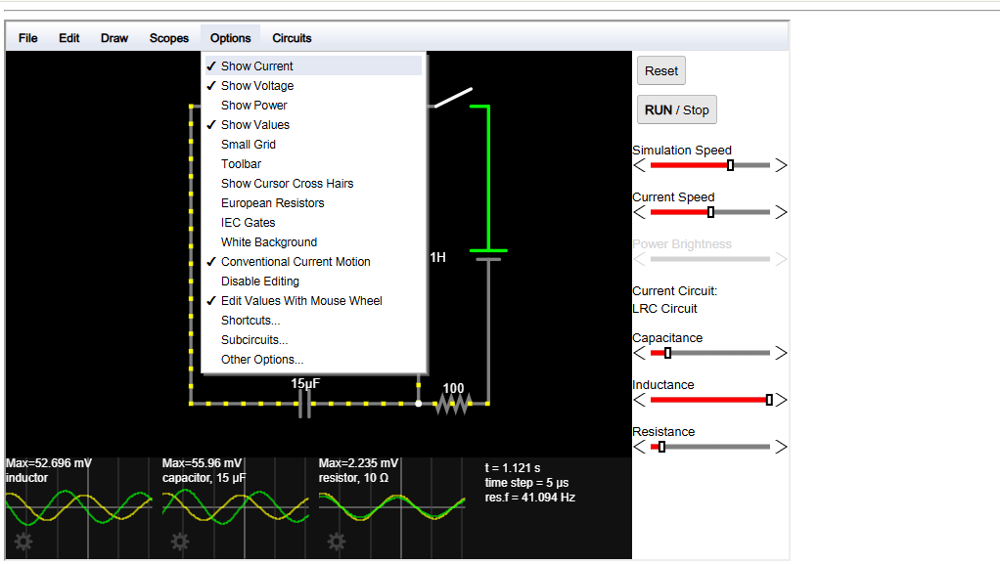 File Edit Draw Scopes Options Circuits
✓ Show Current
✓ Show Voltage
Show Power
✓ Show Values
Small Grid
Toolbar
Show Cursor Cross Hairs
European Resistors
IEC Gates
White Background
✓ Conventional Current Motion
Disable Editing
✓ Edit Values With Mouse Wheel
Shortcuts...
Subcircuits...
Other Options...
1H
15μF
100
Reset
RUN / Stop
Simulation Speed
Current Speed
Power Brightness
Current Circuit:
LRC Circuit
Capacitance
Inductance
Resistance
Max=52.696 mV
inductor
Max=55.96 mV
capacitor, 15 μF
Max=2.235 mV
resistor, 10 Ω
t = 1.121 s
time step = 5 μs
res.f = 41.094 Hz